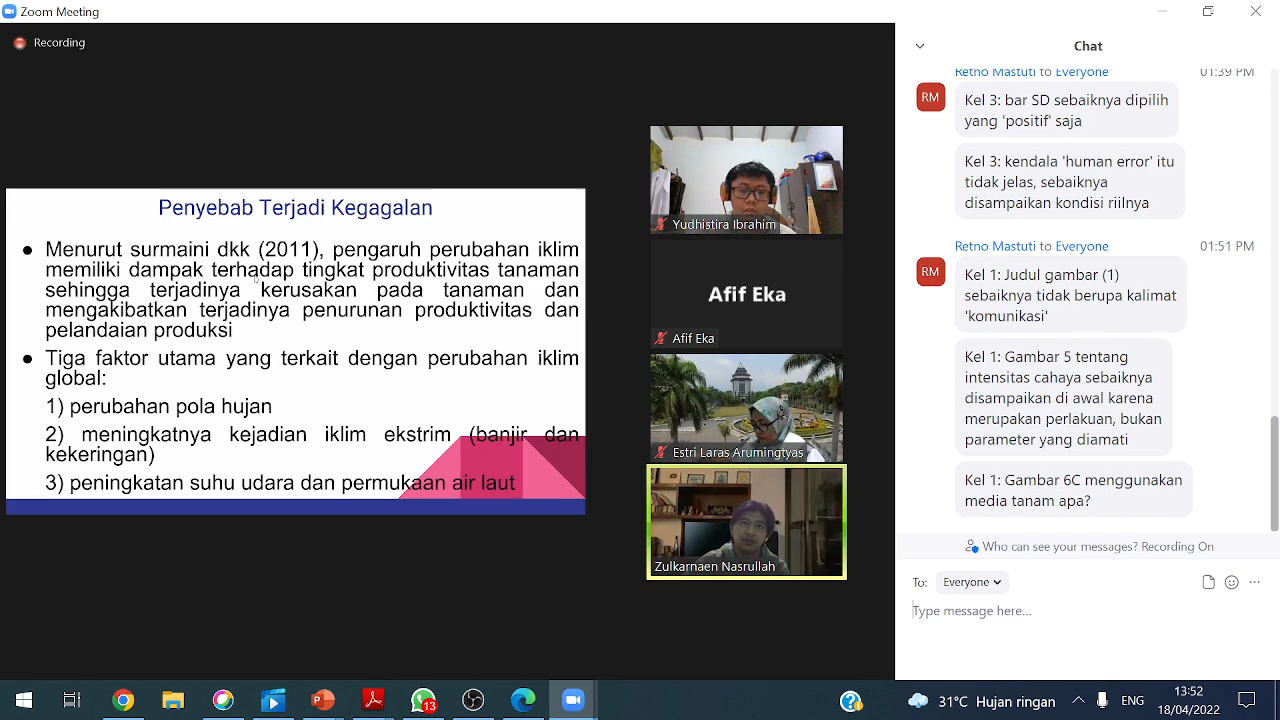 Zoom Meeting
Recording
Penyebab Terjadi Kegagalan
● Menurut surmaini dkk (2011), pengaruh perubahan iklim
memiliki dampak terhadap tingkat produktivitas tanaman
sehingga terjadinya kerusakan pada tanaman dan
mengakibatkan terjadinya penurunan produktivitas dan
pelandaian produksi
● Tiga faktor utama yang terkait dengan perubahan iklim
global:
1) perubahan pola hujan
2) meningkatnya kejadian iklim ekstrim (banjir dan
kekeringan)
3) peningkatan suhu udara dan permukaan air laut
Yudhistira Ibrahim
Afif Eka
Afif Eka
Estri Laras Arumingtyas
Zulkarnaen Nasrullah
Chat
Retno Mastuti to Everyone 01:39 PM
RM
Kel 3: bar SD sebaiknya dipilih
yang 'positif' saja
Kel 3: kendala 'human error' itu
tidak jelas, sebaiknya
disampaikan kondisi riilnya
Retno Mastuti to Everyone 01:51 PM
RM
Kel 1: Judul gambar (1)
sebaiknya tidak berupa kalimat
'komunikasi'
Kel 1: Gambar 5 tentang
intensitas cahaya sebaiknya
disampaikan di awal karena
merupakan perlakuan, bukan
parameter yang diamati
Kel 1: Gambar 6C menggunakan
media tanam apa?
Who can see your messages? Recording On
To: Everyone
Type message here...
13
31°C Hujan ringan
ENG
13:52
18/04/2022